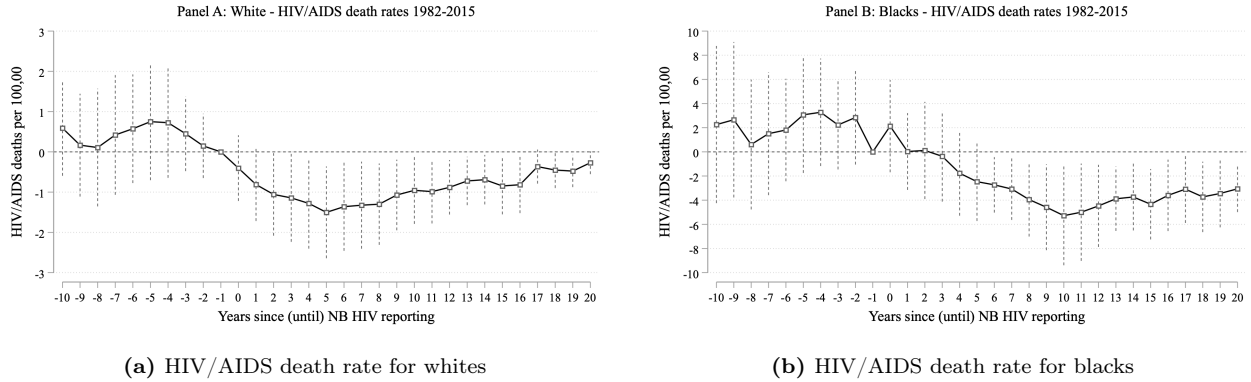 Panel A: White - HIV/AIDS death rates 1982-2015
HIV/AIDS deaths per 100,00
3
2
1
0
-1
-2
-3
-10 -9 -8 -7 -6 -5 -4 -3 -2 -1 0 1 2 3 4 5 6 7 8 9 10 11 12 13 14 15 16 17 18 19 20
Years since (until) NB HIV reporting
(a) HIV/AIDS death rate for whites
Panel B: Blacks - HIV/AIDS death rates 1982-2015
HIV/AIDS deaths per 100,00
10
8
6
4
2
0
-2
-4
-6
-8
-10
-10 -9 -8 -7 -6 -5 -4 -3 -2 -1 0 1 2 3 4 5 6 7 8 9 10 11 12 13 14 15 16 17 18 19 20
Years since (until) NB HIV reporting
(b) HIV/AIDS death rate for blacks